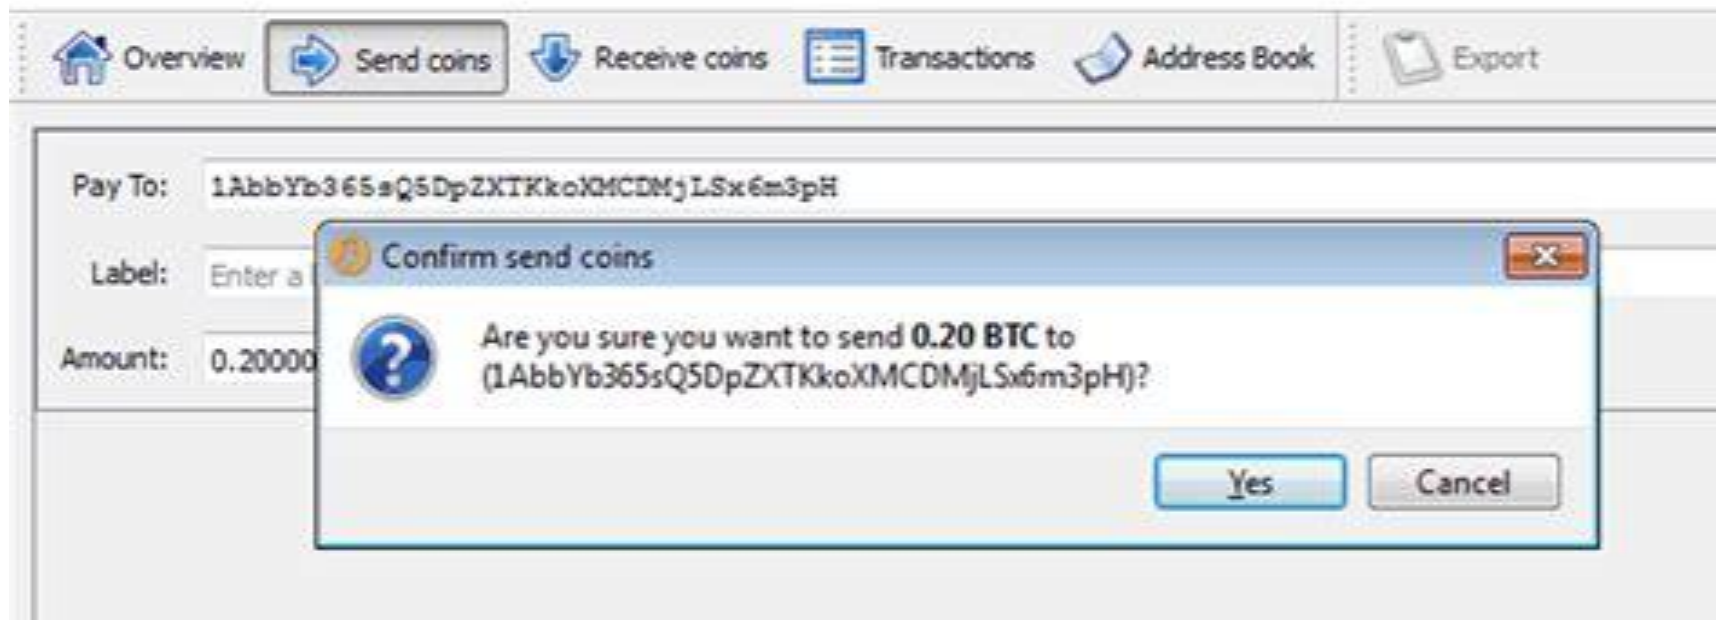 Overview Send coins Receive coins Transactions Address Book Export
Pay To: 1AbbYb365sQ5DpZXTKkoXMCDMjLSx6m3pH
Confirm send coins
Label: Enter a
Are you sure you want to send 0.20 BTC to
(1AbbYb365sQ5DpZXTKkoXMCDMjLSx6m3pH)?
Amount: 0.20000
Yes Cancel